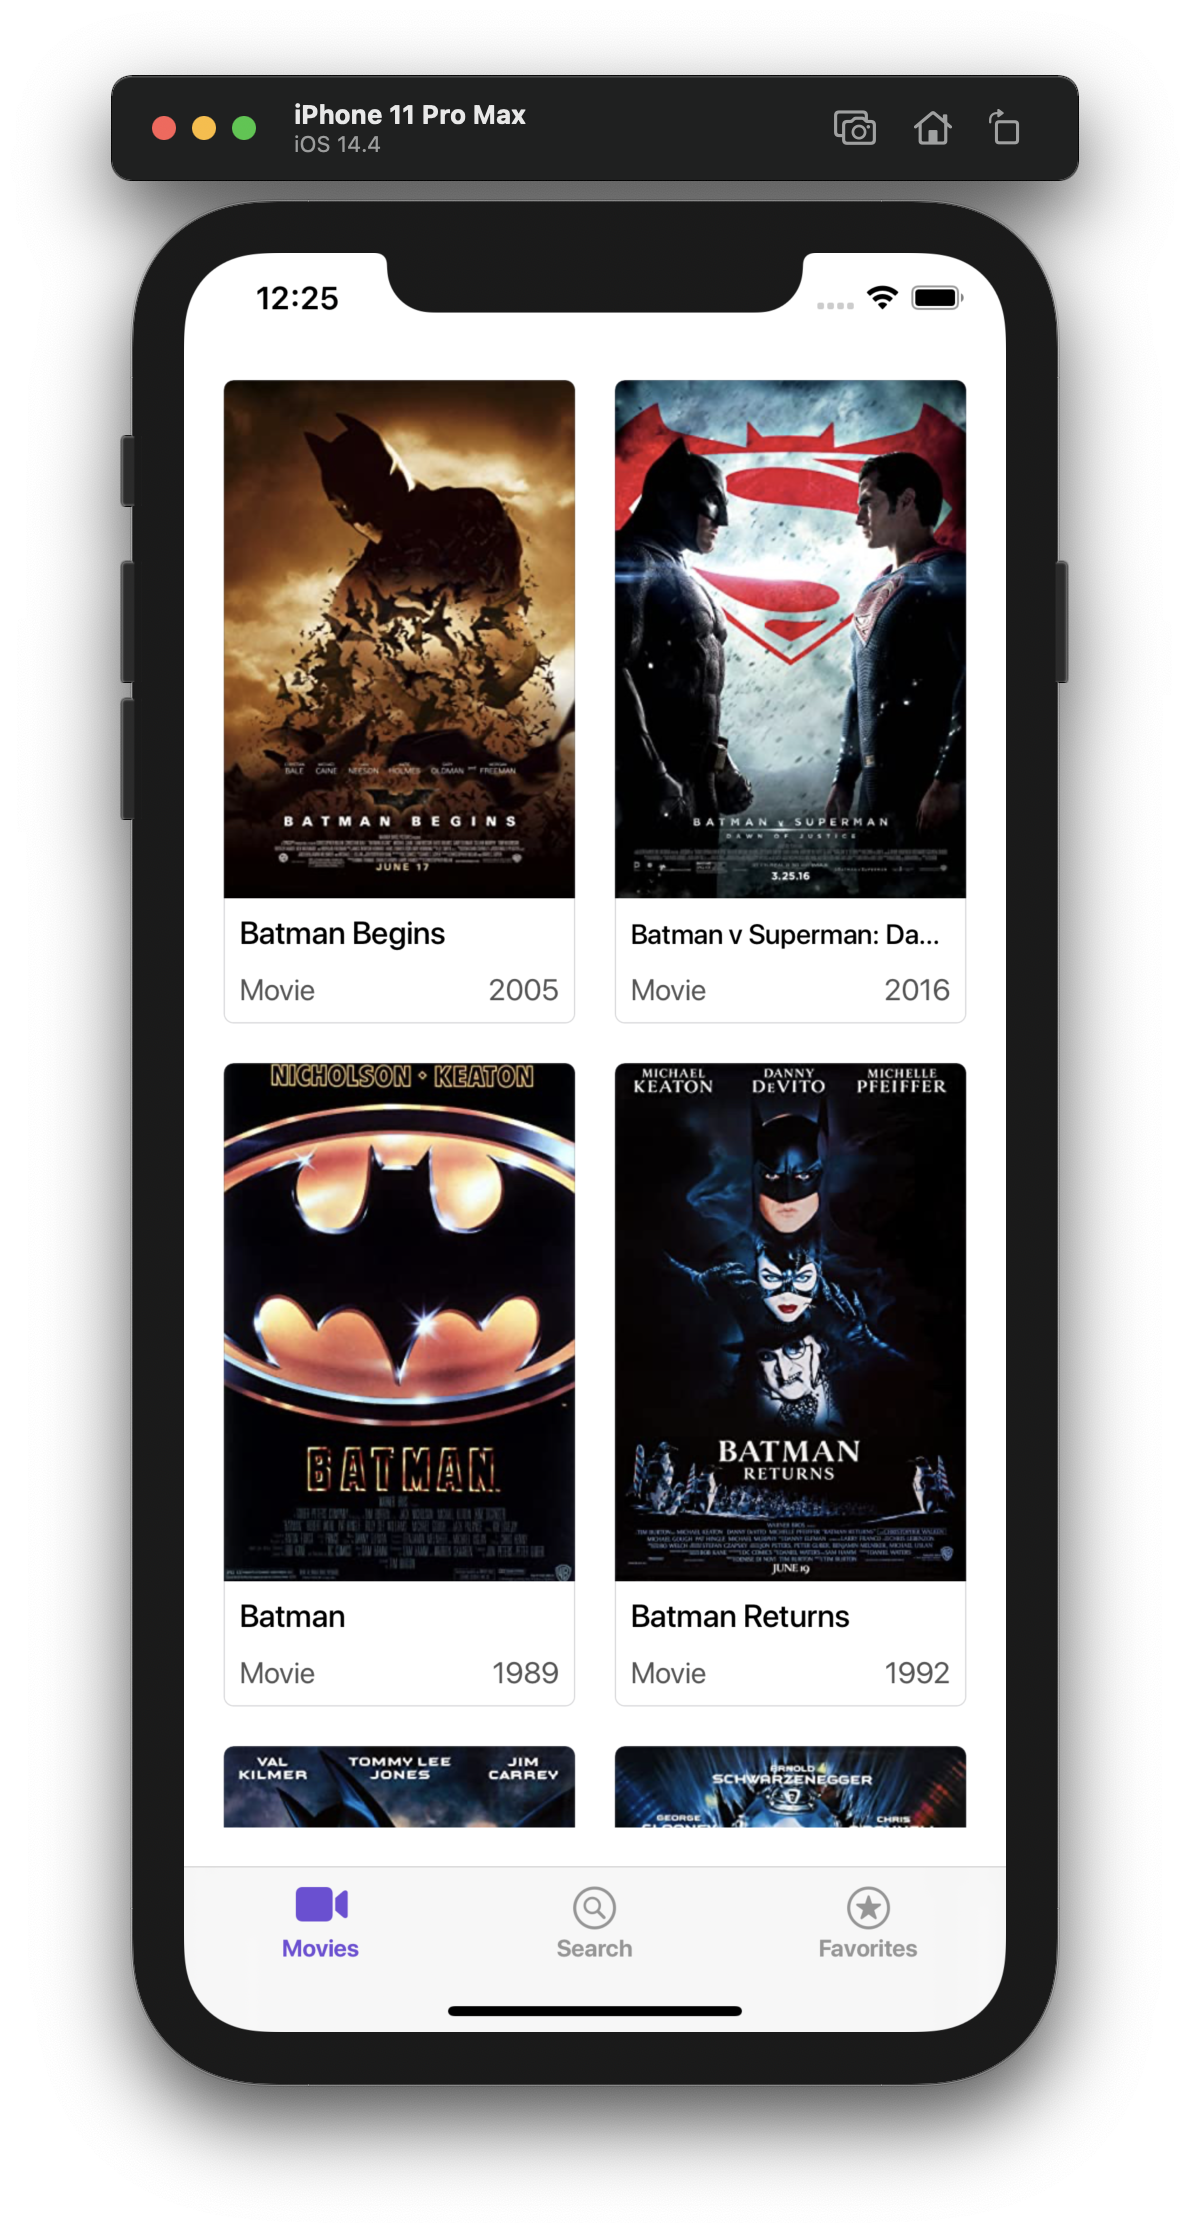 iPhone 11 Pro Max
iOS 14.4
12:25
BALE CAINE NEESON HOLMES OLDMAN AND FREEMAN
BATMAN BEGINS
JUNE 17
BATMAN v SUPERMAN
DAWN OF JUSTICE
3.25.16
Batman Begins
Movie 2005
Batman v Superman: Da...
Movie 2016
NICHOLSON • KEATON
BATMAN
MICHAEL KEATON
DANNY DEVITO
MICHELLE PFEIFFER
BATMAN
RETURNS
JUNE 19
Batman
Movie 1989
Batman Returns
Movie 1992
VAL KILMER
TOMMY LEE JONES
JIM CARREY
ARNOLD
SCHWARZENEGGER
GEORGE
CHRIS
Movies
Search
Favorites